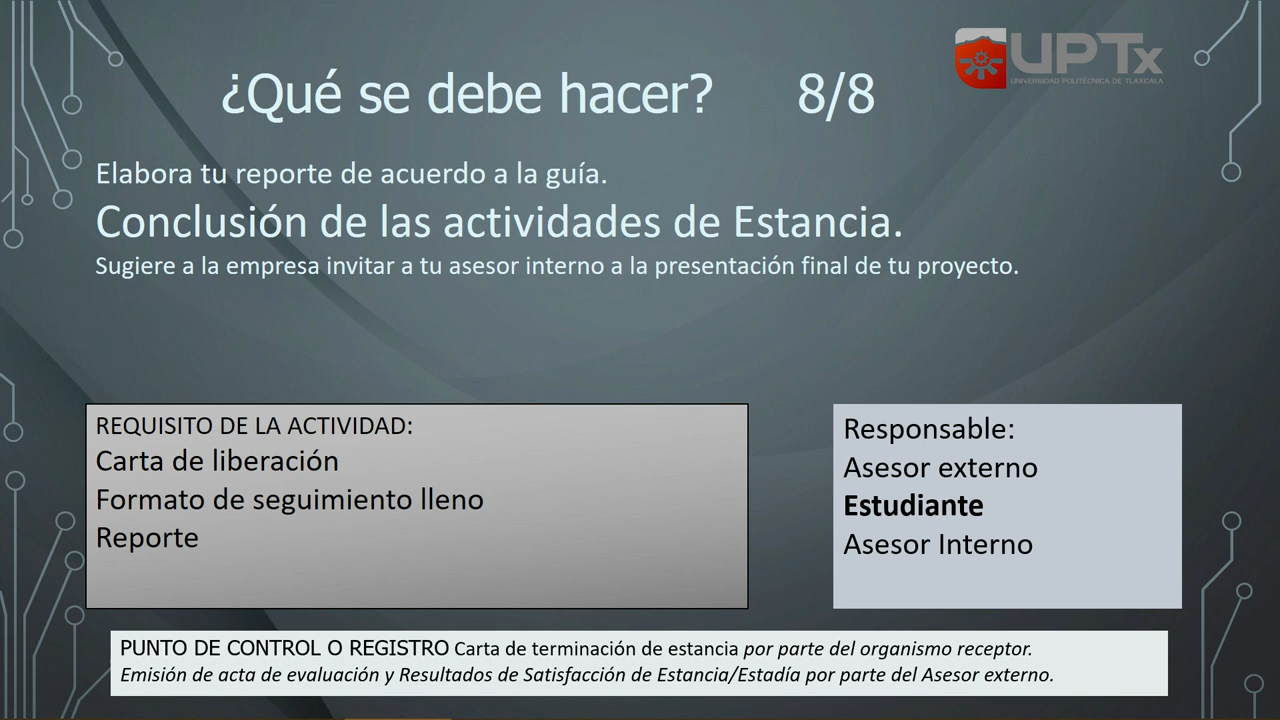 UPTx
UNIVERSIDAD POLITÉCNICA DE TLAXCALA
¿Qué se debe hacer? 8/8
Elabora tu reporte de acuerdo a la guía.
Conclusión de las actividades de Estancia.
Sugiere a la empresa invitar a tu asesor interno a la presentación final de tu proyecto.
REQUISITO DE LA ACTIVIDAD:
Carta de liberación
Formato de seguimiento lleno
Reporte
Responsable:
Asesor externo
Estudiante
Asesor Interno
PUNTO DE CONTROL O REGISTRO Carta de terminación de estancia por parte del organismo receptor.
Emisión de acta de evaluación y Resultados de Satisfacción de Estancia/Estadía por parte del Asesor externo.